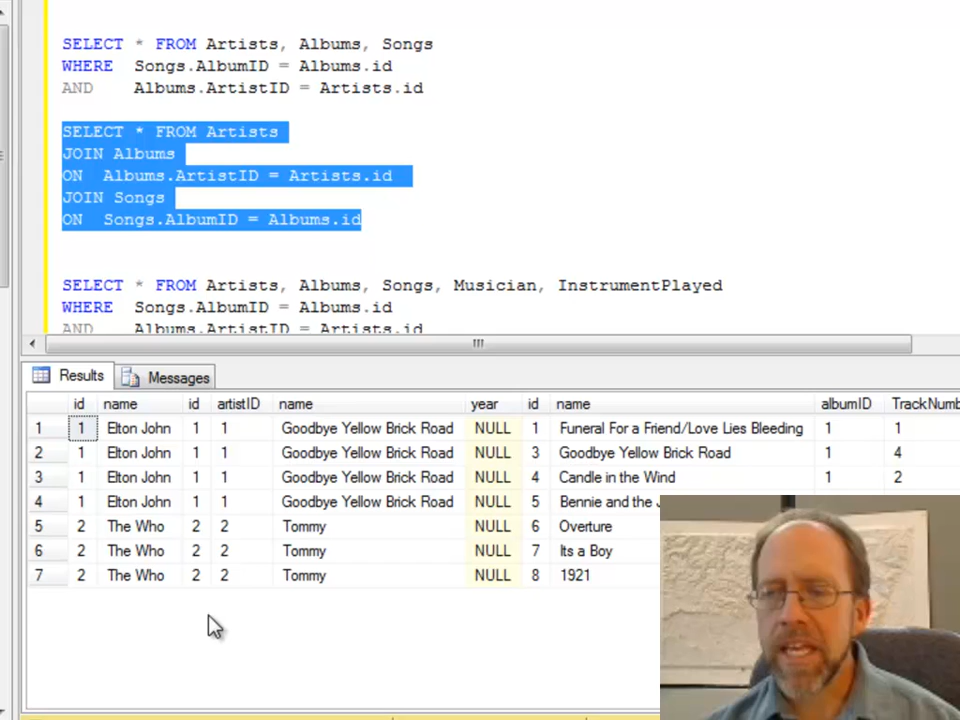 SELECT * FROM Artists, Albums, Songs
WHERE Songs.AlbumID = Albums.id
AND Albums.ArtistID = Artists.id
SELECT * FROM Artists
JOIN Albums
ON Albums.ArtistID = Artists.id
JOIN Songs
ON Songs.AlbumID = Albums.id
SELECT * FROM Artists, Albums, Songs, Musician, InstrumentPlayed
WHERE Songs.AlbumID = Albums.id
AND Albums.ArtistID = Artists.id
Results Messages
id name id artistID name year id name albumID TrackNumb
1 1 Elton John 1 1 Goodbye Yellow Brick Road NULL 1 Funeral For a Friend/Love Lies Bleeding 1 1
2 1 Elton John 1 1 Goodbye Yellow Brick Road NULL 3 Goodbye Yellow Brick Road 1 4
3 1 Elton John 1 1 Goodbye Yellow Brick Road NULL 4 Candle in the Wind 1 2
4 1 Elton John 1 1 Goodbye Yellow Brick Road NULL 5 Bennie and the
5 2 The Who 2 2 Tommy NULL 6 Overture
6 2 The Who 2 2 Tommy NULL 7 Its a Boy
7 2 The Who 2 2 Tommy NULL 8 1921